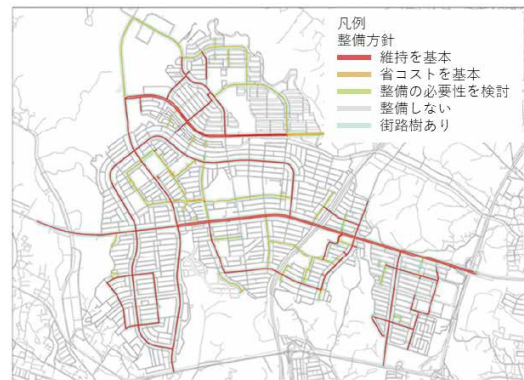 凡例
整備方針
維持を基本
省コストを基本
整備の必要性を検討
整備しない
街路樹あり